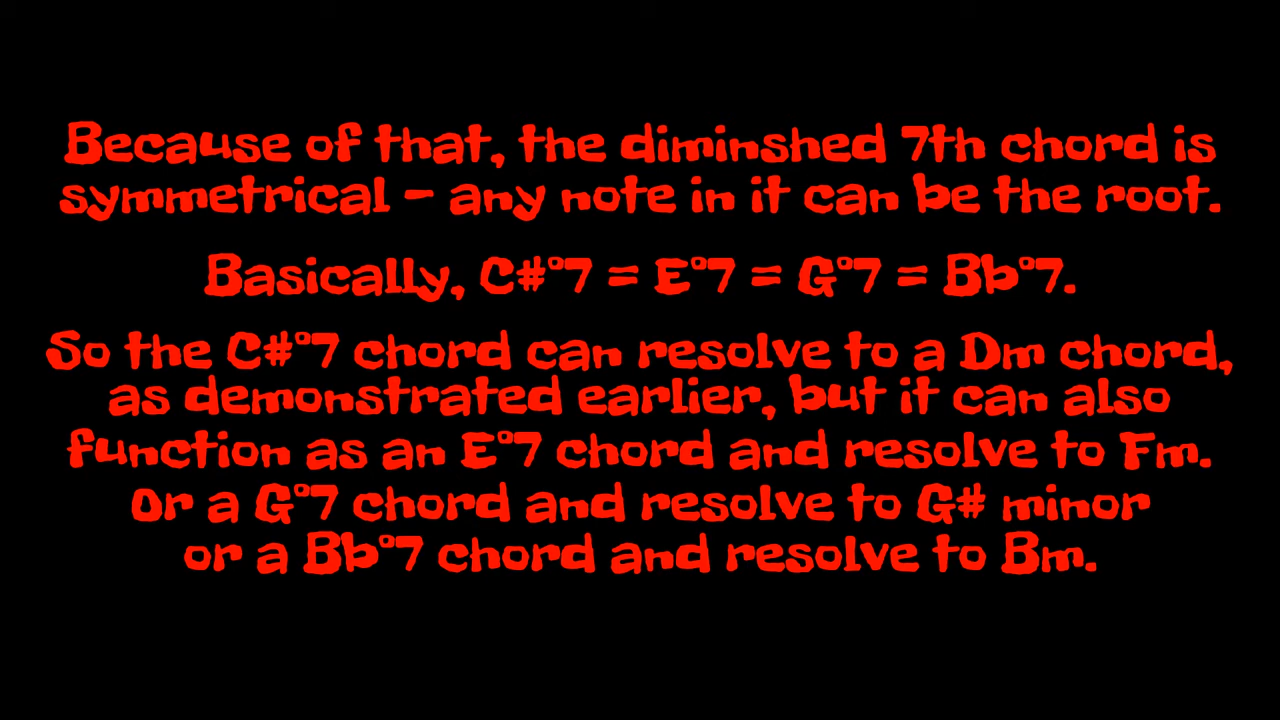 Because of that, the diminshed 7th chord is
symmetrical – any note in it can be the root.
Basically, C#°7 = E°7 = G°7 = Bb°7.
So the C#°7 chord can resolve to a Dm chord,
as demonstrated earlier, but it can also
function as an E°7 chord and resolve to Fm.
Or a G°7 chord and resolve to G# minor
or a Bb°7 chord and resolve to Bm.